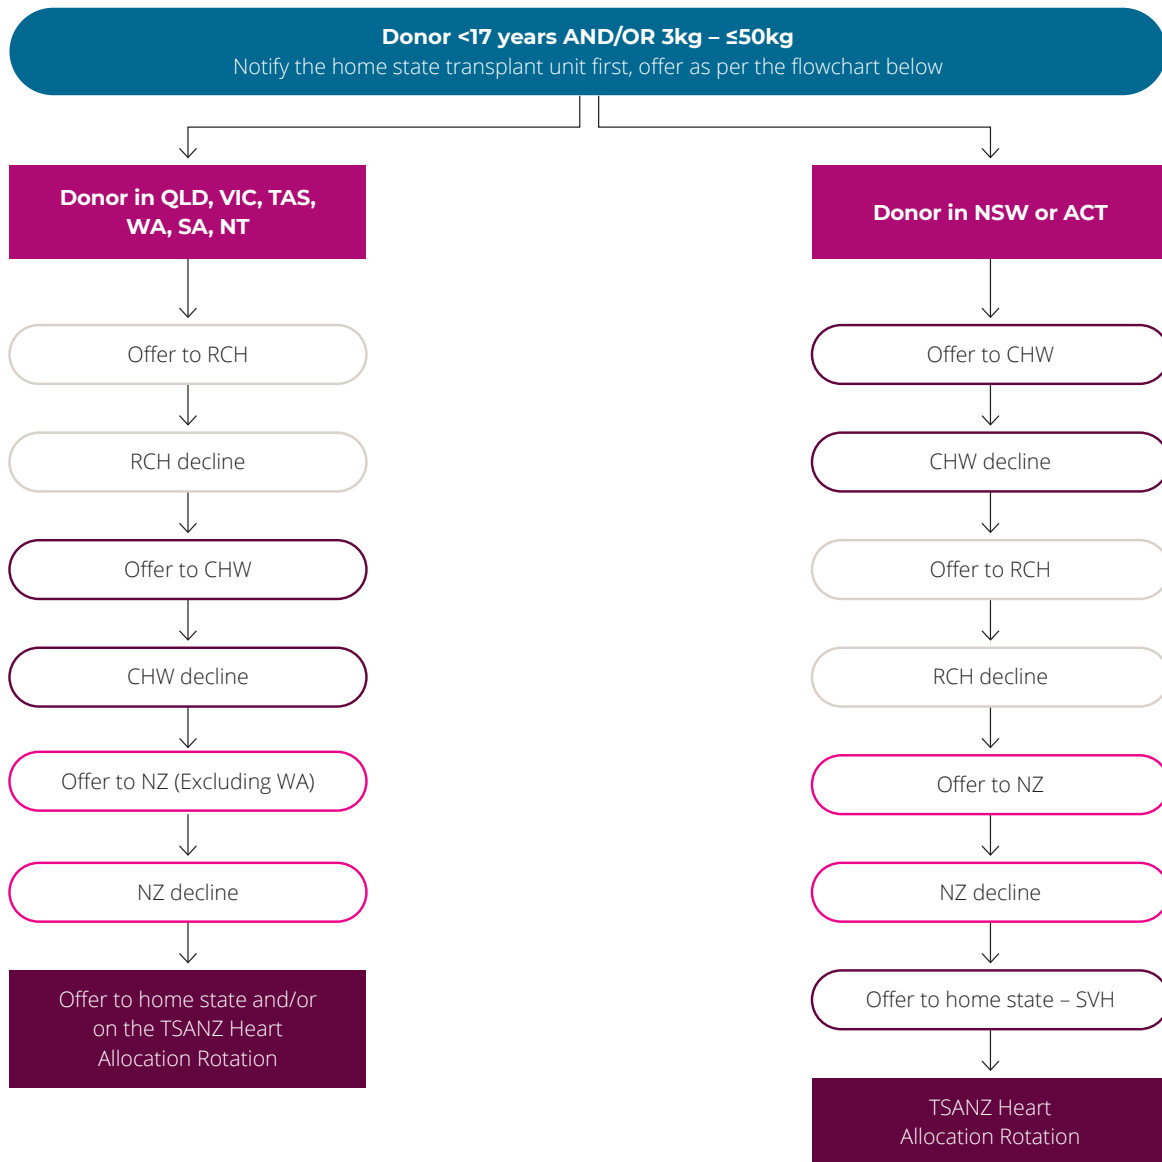 Donor <17 years AND/OR 3kg – ≤50kg
Notify the home state transplant unit first, offer as per the flowchart below
Donor in QLD, VIC, TAS,
WA, SA, NT
Offer to RCH
RCH decline
Offer to CHW
CHW decline
Offer to NZ (Excluding WA)
NZ decline
Offer to home state and/or
on the TSANZ Heart
Allocation Rotation
Donor in NSW or ACT
Offer to CHW
CHW decline
Offer to RCH
RCH decline
Offer to NZ
NZ decline
Offer to home state – SVH
TSANZ Heart
Allocation Rotation